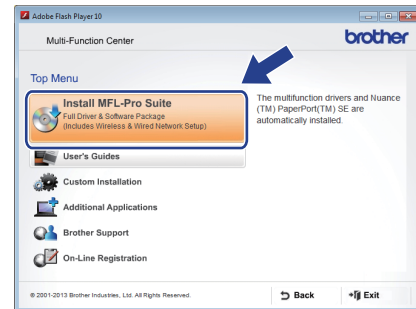 Adobe Flash Player 10
Multi-Function Center
brother
Top Menu
Install MFL-Pro Suite
Full Driver & Software Package
(Includes Wireless & Wired Network Setup)
The multifunction drivers and Nuance
(TM) PaperPort(TM) SE are
automatically installed.
User's Guides
Custom Installation
Additional Applications
Brother Support
On-Line Registration
© 2001-2013 Brother Industries, Ltd. All Rights Reserved.
Back
Exit